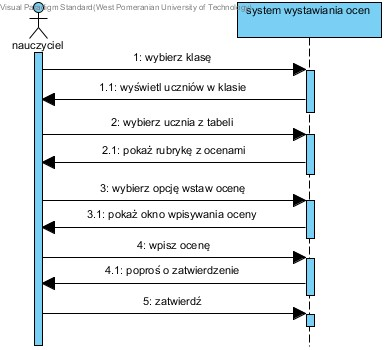 Visual Paradigm Standard(West Pomeranian University of Technology
system wystawiania ocen
nauczyciel
1: wybierz klasę
1.1: wyświetl uczniów w klasie
2: wybierz ucznia z tabeli
2.1: pokaż rubrykę z ocenami
3: wybierz opcję wstaw ocenę
3.1: pokaż okno wpisywania oceny
4: wpisz ocenę
4.1: poproś o zatwierdzenie
5: zatwierdź